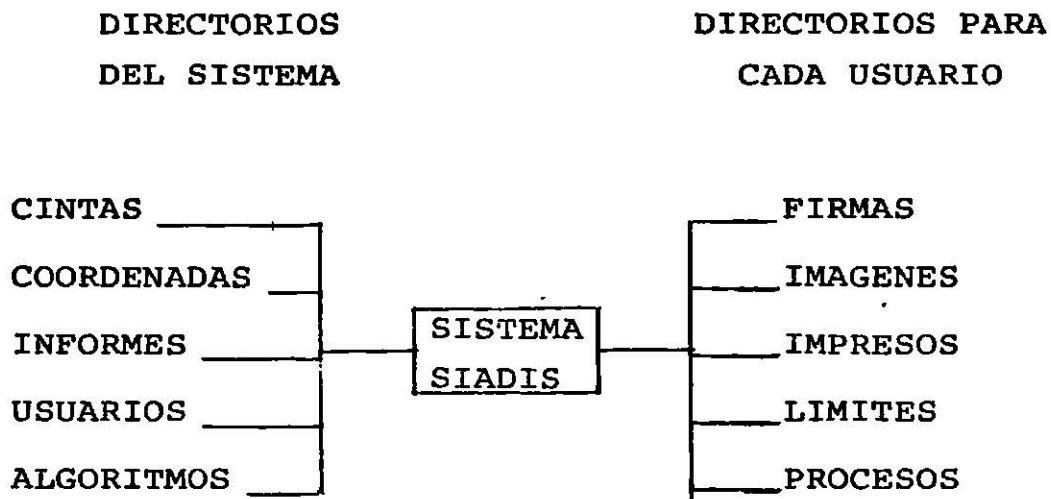 DIRECTORIOS
DEL SISTEMA
DIRECTORIOS PARA
CADA USUARIO
CINTAS
COORDENADAS
INFORMES
USUARIOS
ALGORITMOS
SISTEMA
SIADIS
FIRMAS
IMAGENES
IMPRESOS
LIMITES
PROCESOS